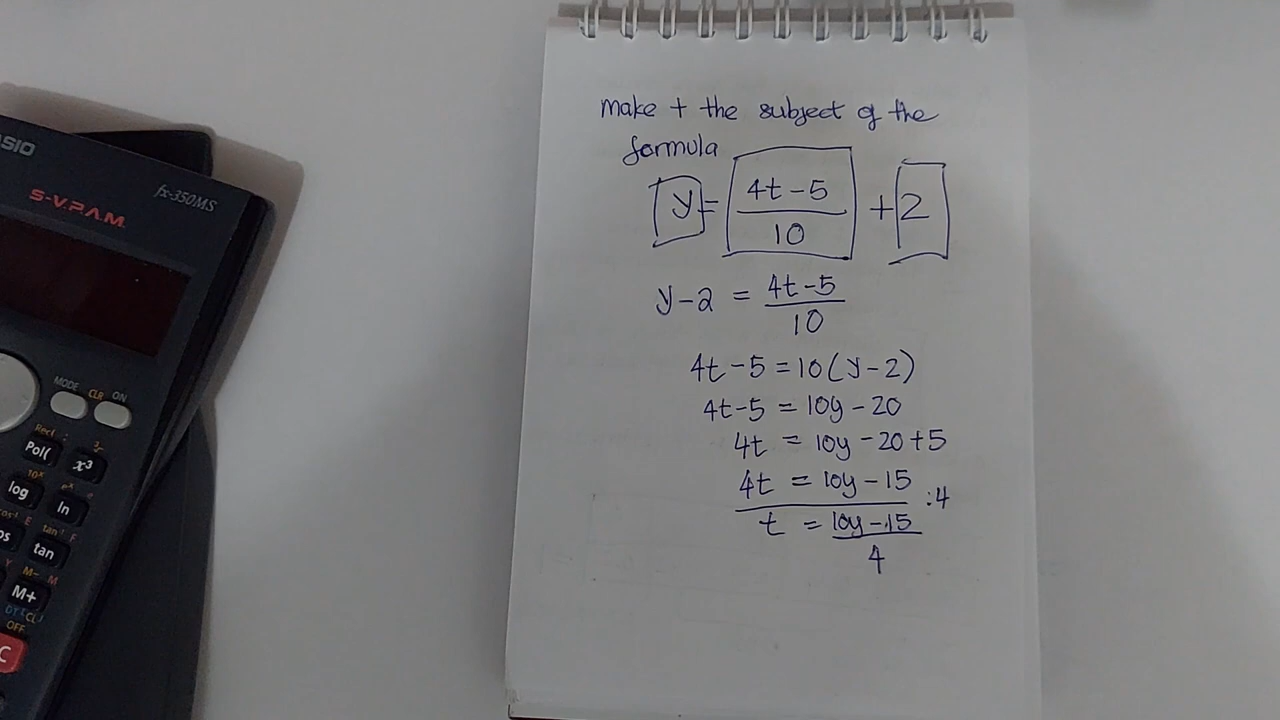 make t the subject of the
formula
y = 4t-5/10 + 2
y-2 = 4t-5/10
4t-5=10(y-2)
4t-5 = 10y-20
4t = 10y-20+5
4t = 10y-15 :4
t = 10y-15/4
S-V.P.A.M.
fx-350MS
MODE CLR ON
Pol(
x³
log
ln
tan
M- M
M+
OFF